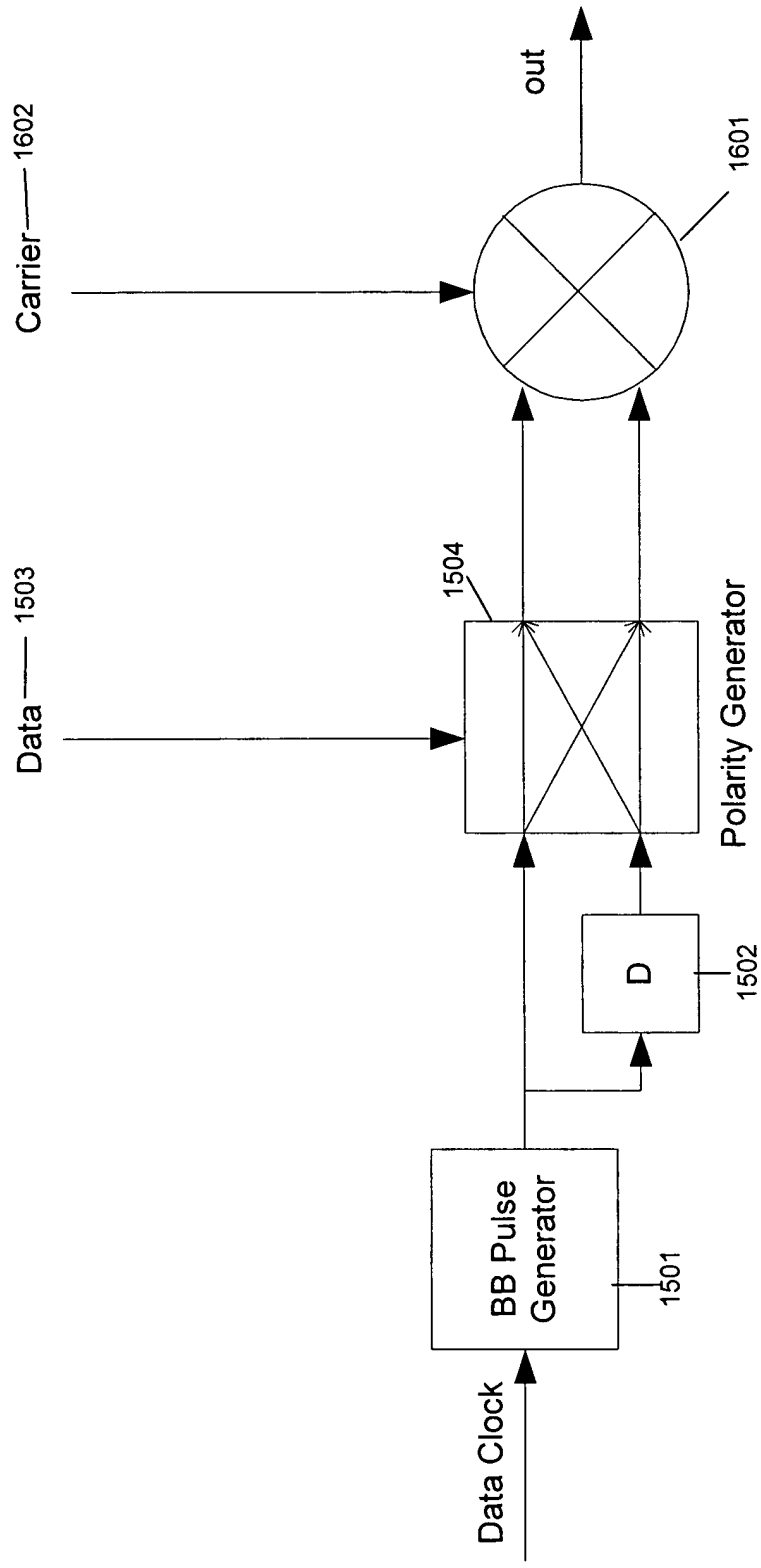 Data Clock
BB Pulse
Generator
1501
D
1502
Data 1503
1504
Polarity Generator
Carrier 1602
1601
out